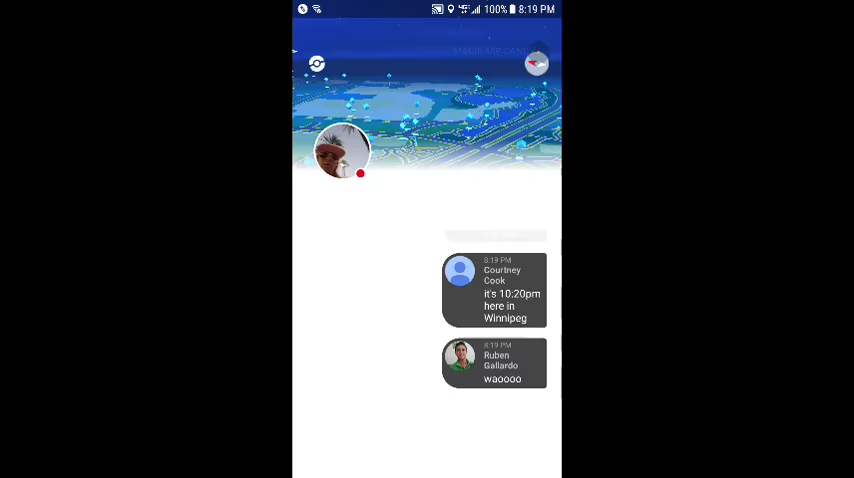 100% 8:19 PM
8:19 PM
Courtney
Cook
it's 10:20pm
here in
Winnipeg
8:19 PM
Ruben
Gallardo
waoooo